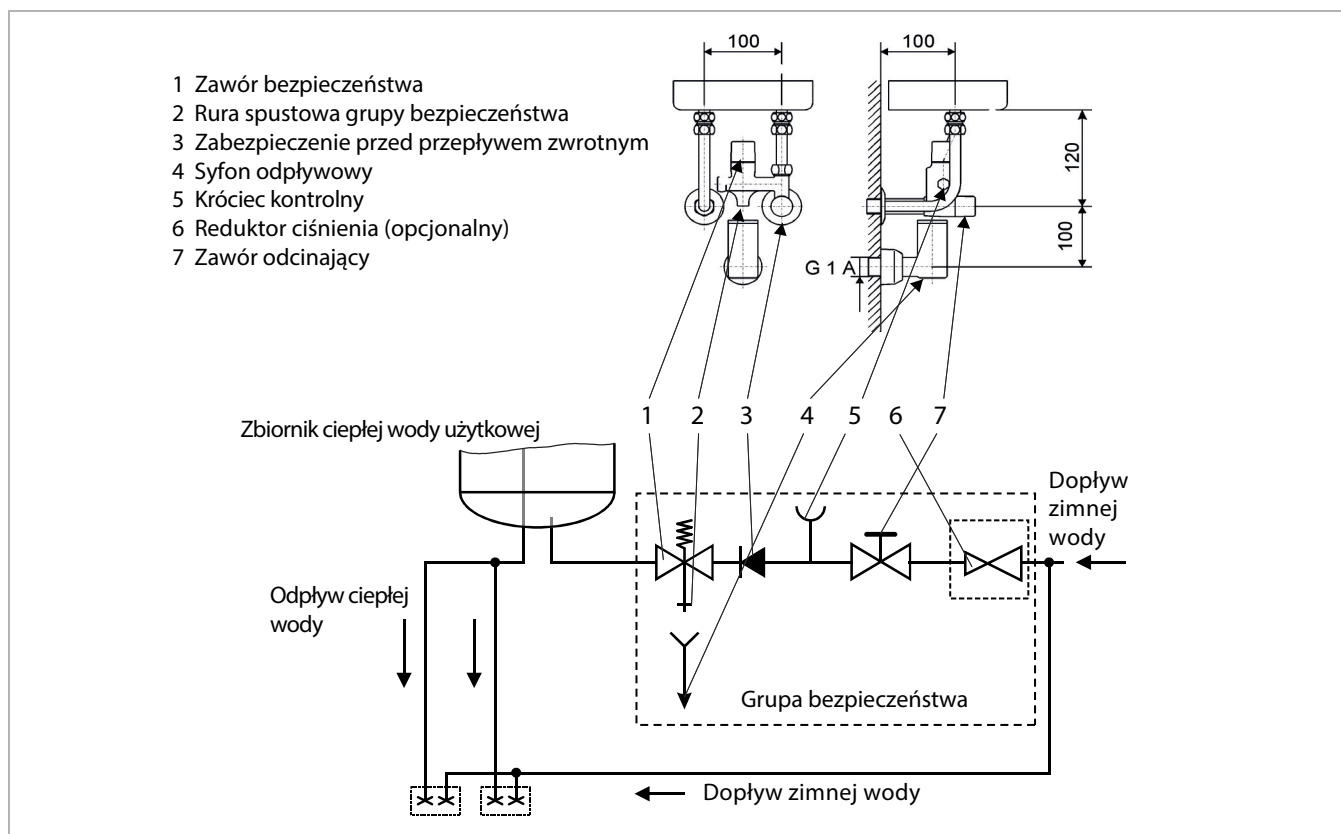 1 Zawór bezpieczeństwa
2 Rura spustowa grupy bezpieczeństwa
3 Zabezpieczenie przed przepływem zwrotnym
4 Syfon odpływowy
5 Króciec kontrolny
6 Reduktor ciśnienia (opcjonalny)
7 Zawór odcinający
100
100
120
100
G 1 A
1 2 3 4 5 6 7
Zbiornik ciepłej wody użytkowej
Dopływ
zimnej
wody
Odpływ ciepłej
wody
Grupa bezpieczeństwa
Dopływ zimnej wody